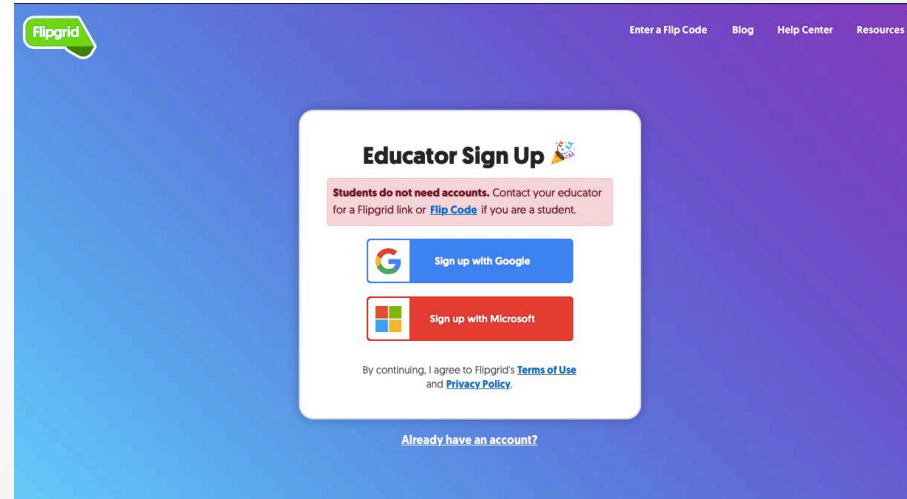 Flipgrid
Enter a Flip Code Blog Help Center Resources
Educator Sign Up
Students do not need accounts. Contact your educator
for a Flipgrid link or Flip Code if you are a student.
Sign up with Google
Sign up with Microsoft
By continuing, I agree to Flipgrid's Terms of Use
and Privacy Policy.
Already have an account?